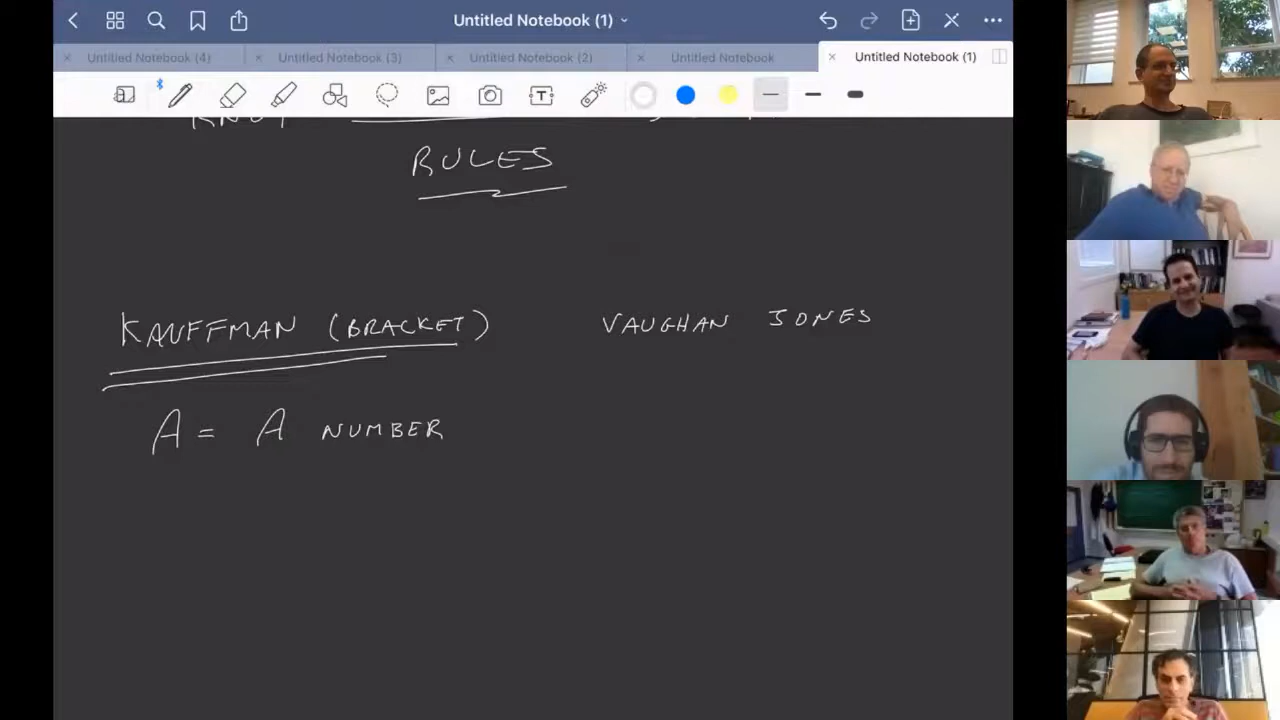 Untitled Notebook (1)
Untitled Notebook (4)
Untitled Notebook (3)
Untitled Notebook (2)
Untitled Notebook
Untitled Notebook (1)
T
RULES
KAUFFMAN (BRACKET)
VAUGHAN JONES
A = A NUMBER